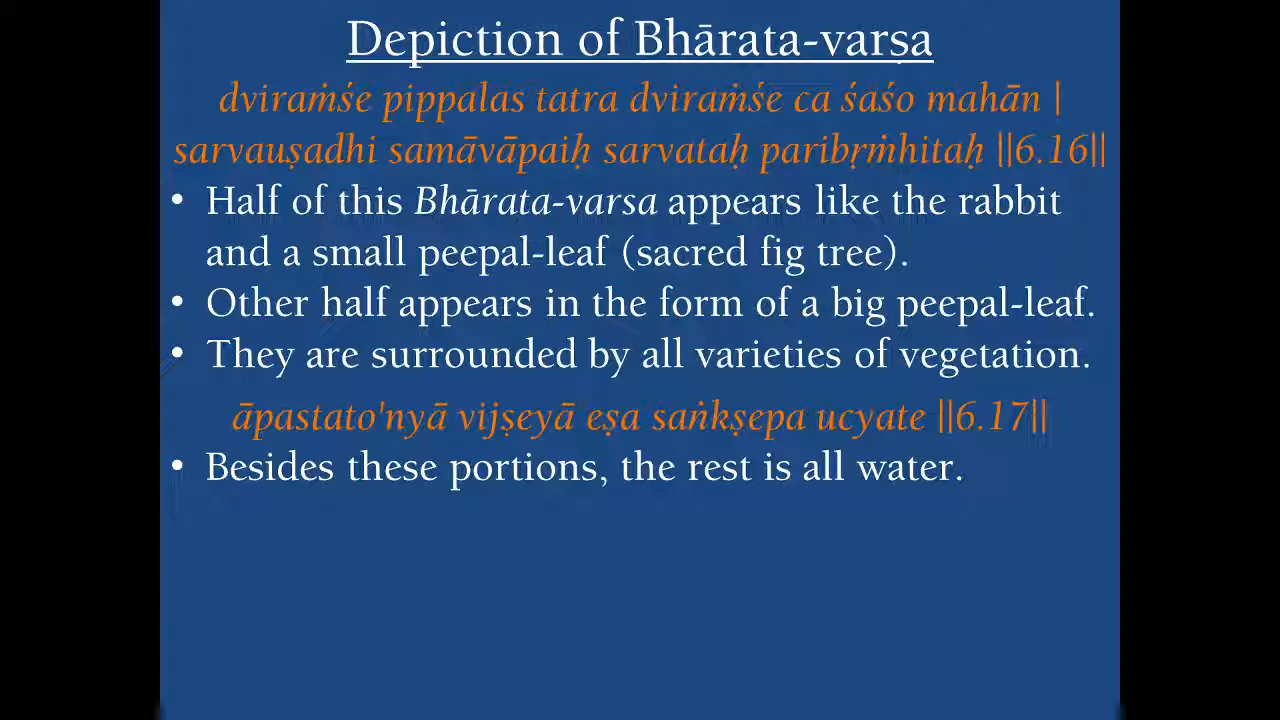 Depiction of Bhārata-varṣa
dviraṁśe pippalas tatra dviraṁśe ca śaśo mahān |
sarvauṣadhi samāvāpaiḥ sarvataḥ paribṛṁhitaḥ ||6.16||
• Half of this Bhārata-varsa appears like the rabbit
and a small peepal-leaf (sacred fig tree).
• Other half appears in the form of a big peepal-leaf.
• They are surrounded by all varieties of vegetation.
āpastato'nyā vijṣeyā eṣa saṅkṣepa ucyate ||6.17||
• Besides these portions, the rest is all water.